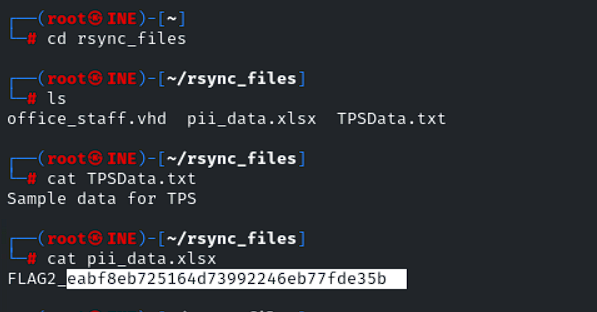 ┌──(root㉿INE)-[~]
└─# cd rsync_files
┌──(root㉿INE)-[~/rsync_files]
└─# ls
office_staff.vhd  pii_data.xlsx  TPSData.txt
┌──(root㉿INE)-[~/rsync_files]
└─# cat TPSData.txt
Sample data for TPS
┌──(root㉿INE)-[~/rsync_files]
└─# cat pii_data.xlsx
FLAG2_eabf8eb725164d73992246eb77fde35b